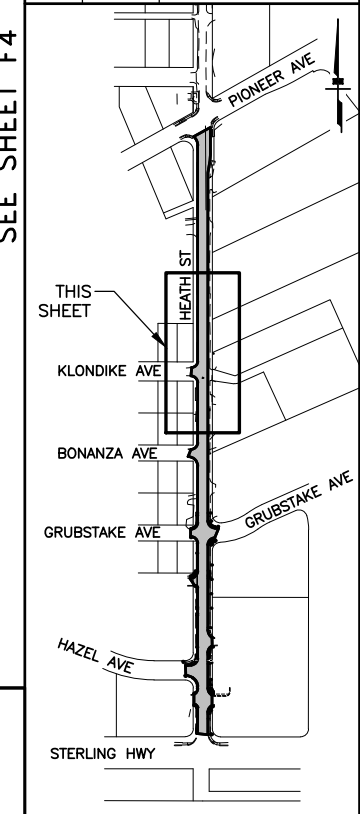 SEE SHEET F4
PIONEER AVE
HEATH ST
THIS
SHEET
KLONDIKE AVE
BONANZA AVE
GRUBSTAKE AVE
GRUBSTAKE AVE
HAZEL AVE
STERLING HWY